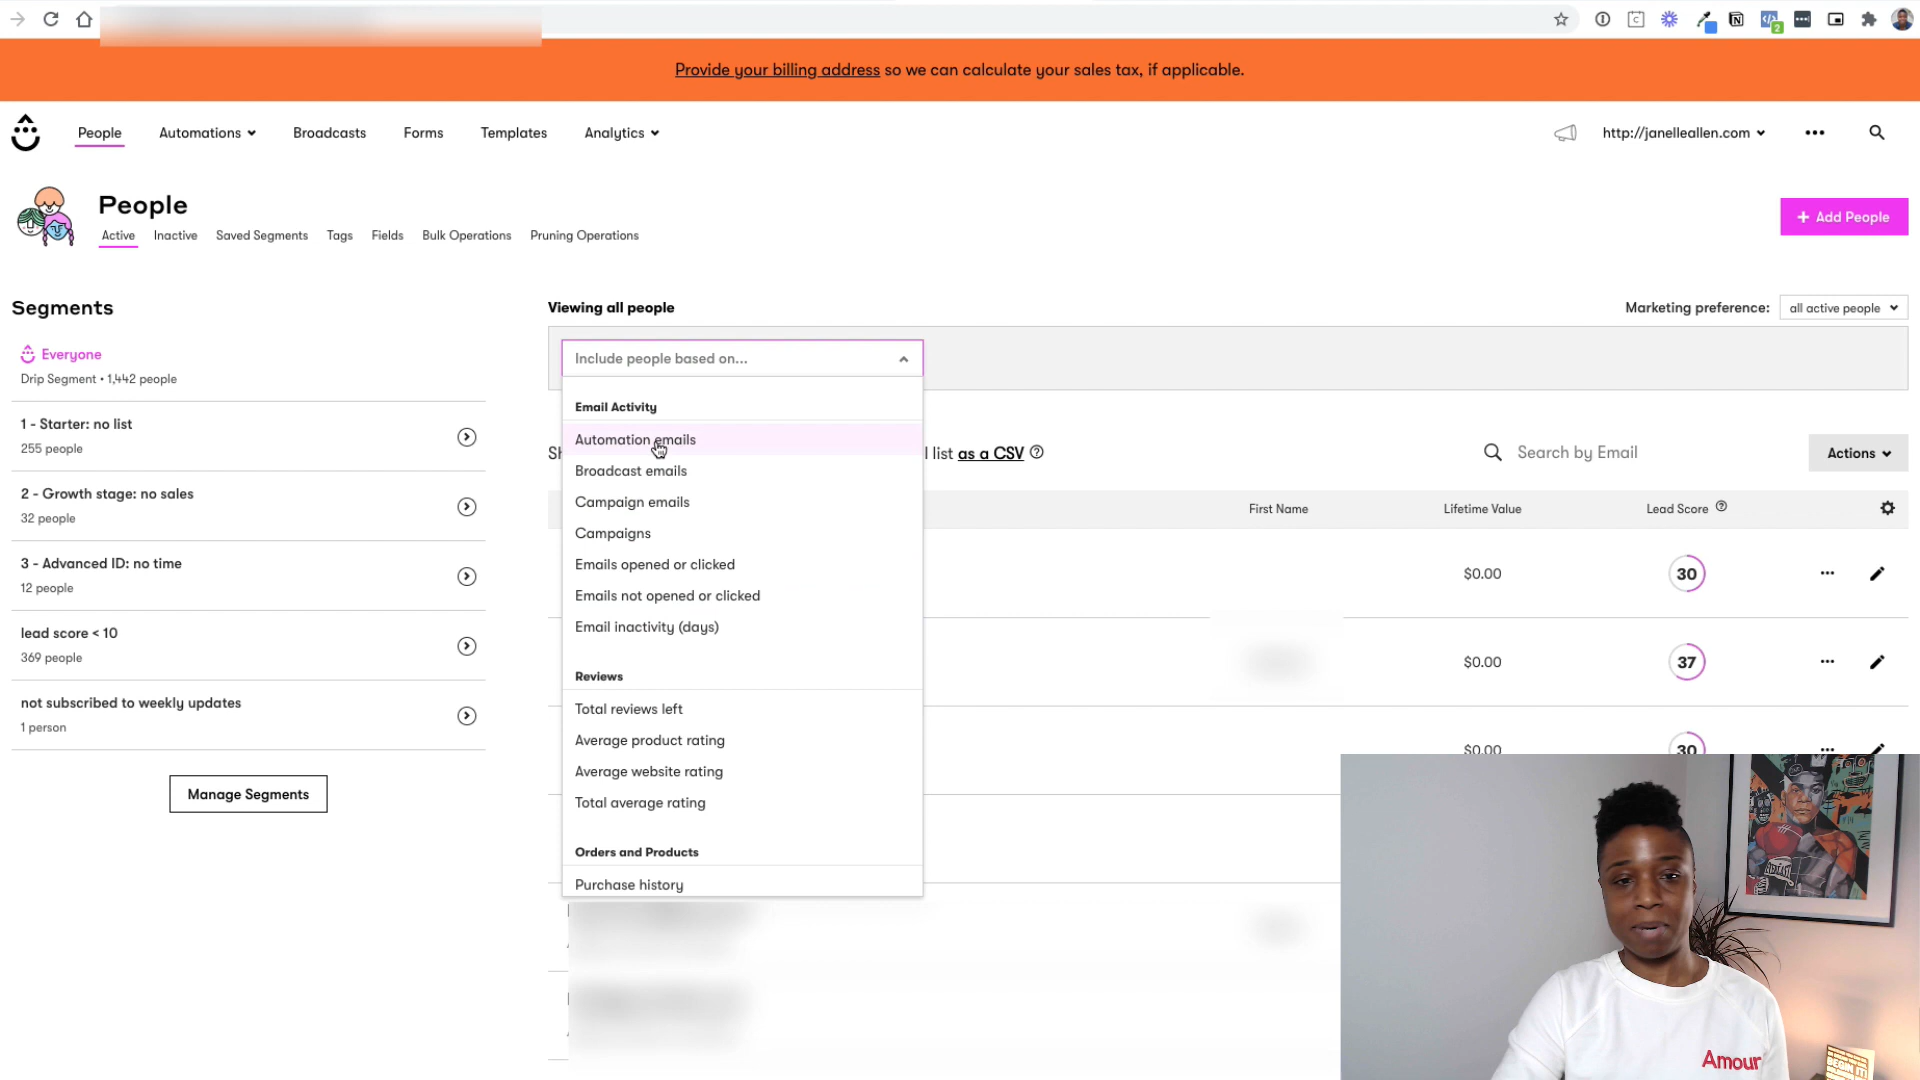 Provide your billing address so we can calculate your sales tax, if applicable.
People
Automations
Broadcasts
Forms
Templates
Analytics
http://janelleallen.com
People
Active
Inactive
Saved Segments
Tags
Fields
Bulk Operations
Pruning Operations
+ Add People
Segments
Everyone
Drip Segment • 1,442 people
1 - Starter: no list
255 people
2 - Growth stage: no sales
32 people
3 - Advanced ID: no time
12 people
lead score < 10
369 people
not subscribed to weekly updates
1 person
Manage Segments
Viewing all people
Marketing preference: all active people
Include people based on...
Email Activity
Automation emails
Broadcast emails
Campaign emails
Campaigns
Emails opened or clicked
Emails not opened or clicked
Email inactivity (days)
Reviews
Total reviews left
Average product rating
Average website rating
Total average rating
Orders and Products
Purchase history
list as a CSV
Search by Email
Actions
First Name
Lifetime Value
Lead Score
$0.00
30
$0.00
37
$0.00
30
Amour